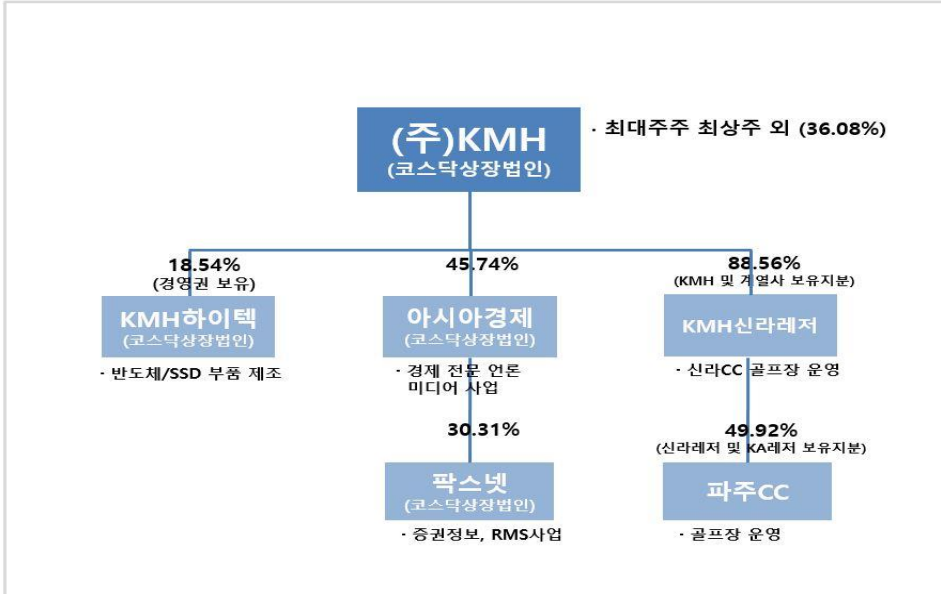 (주)KMH
(코스닥상장법인)
· 최대주주 최상주 외 (36.08%)
18.54%
(경영권 보유)
KMH하이텍
(코스닥상장법인)
· 반도체/SSD 부품 제조
45.74%
아시아경제
(코스닥상장법인)
· 경제 전문 언론
미디어 사업
88.56%
(KMH 및 계열사 보유지분)
KMH신라레저
· 신라CC 골프장 운영
30.31%
팍스넷
(코스닥상장법인)
· 증권정보, RMS사업
49.92%
(신라레저 및 KA레저 보유지분)
파주CC
· 골프장 운영